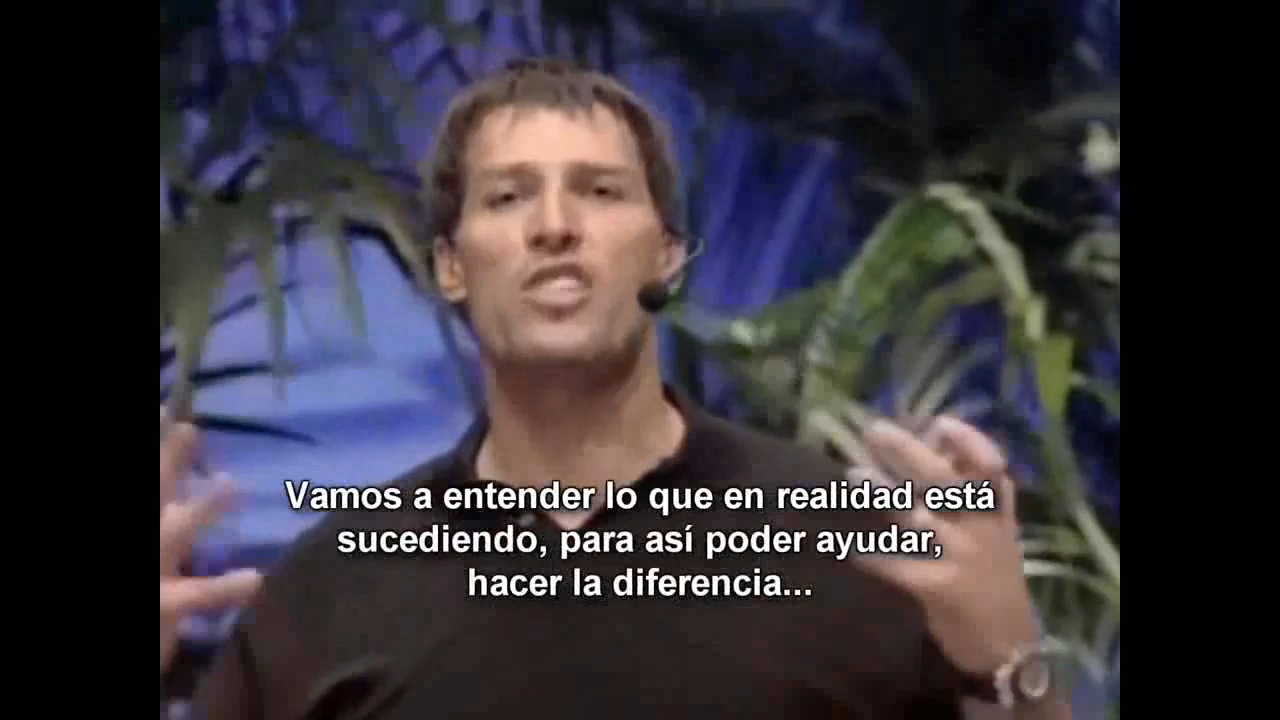 Vamos a entender lo que en realidad está
sucediendo, para así poder ayudar,
hacer la diferencia...